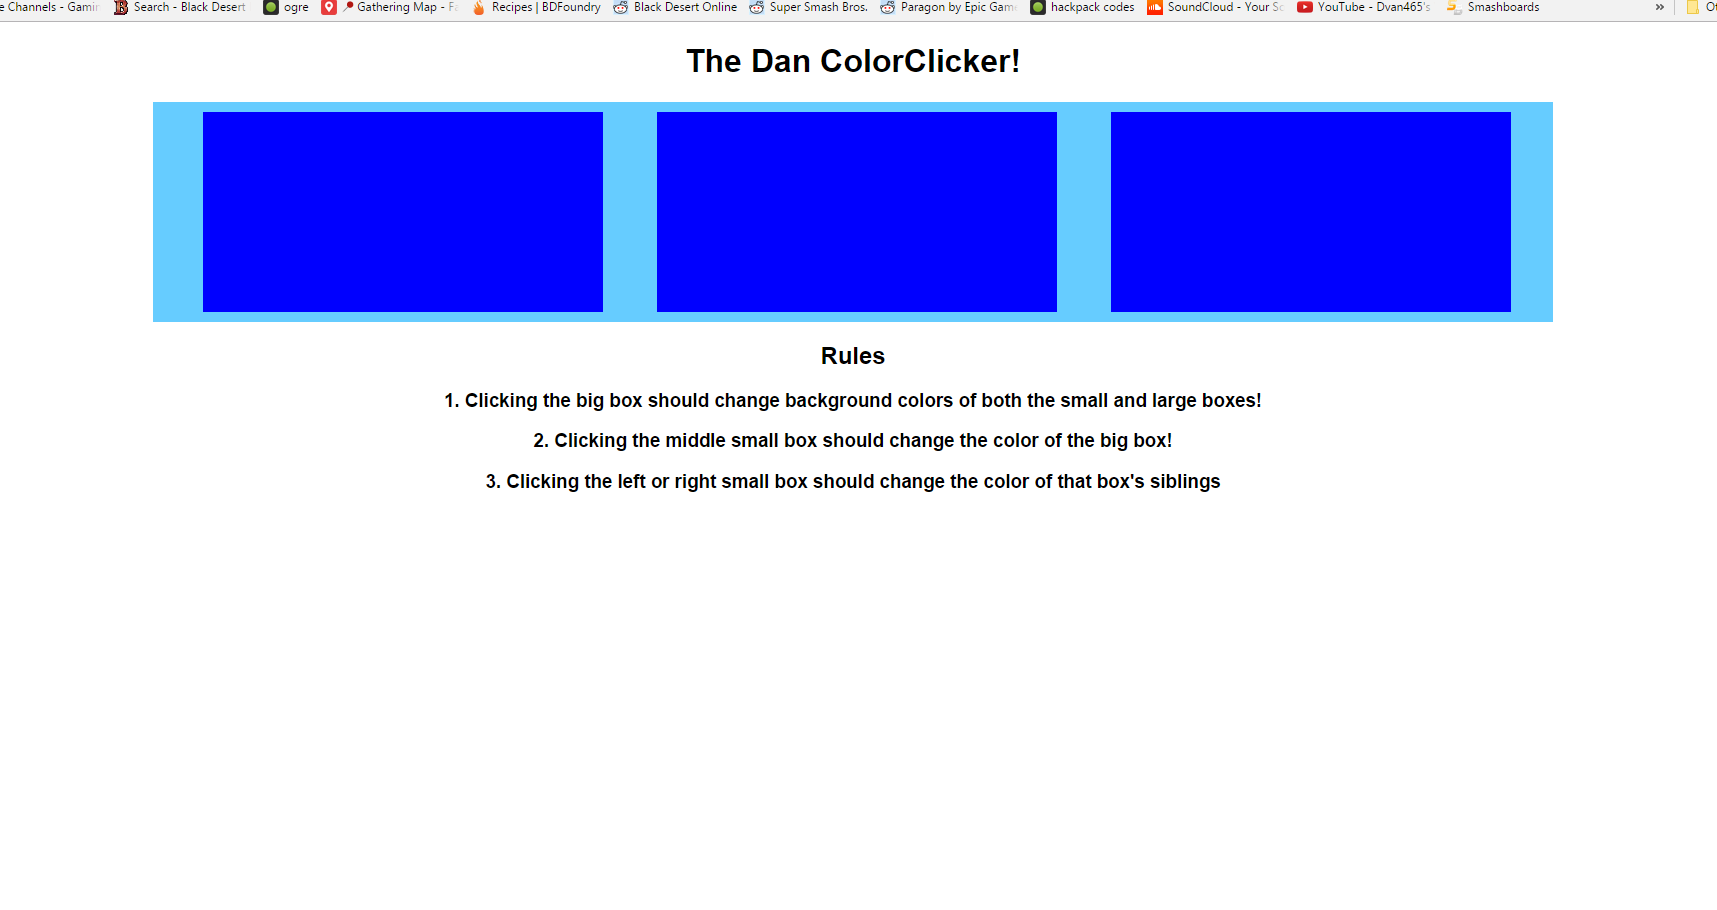 e Channels - Gamin Search - Black Desert ogre Gathering Map - Fa Recipes | BDFoundry Black Desert Online Super Smash Bros. Paragon by Epic Game hackpack codes SoundCloud - Your So YouTube - Dvan465's Smashboards » Ot
The Dan ColorClicker!
Rules
1. Clicking the big box should change background colors of both the small and large boxes!
2. Clicking the middle small box should change the color of the big box!
3. Clicking the left or right small box should change the color of that box's siblings